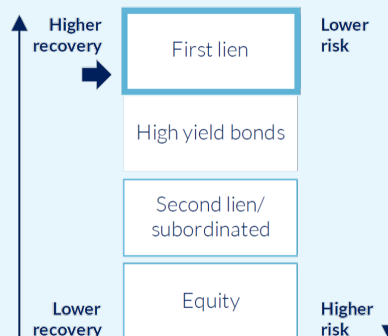 Higher
recovery
First lien
Lower
risk
High yield bonds
Second lien/
subordinated
Lower
recovery
Equity
Higher
risk